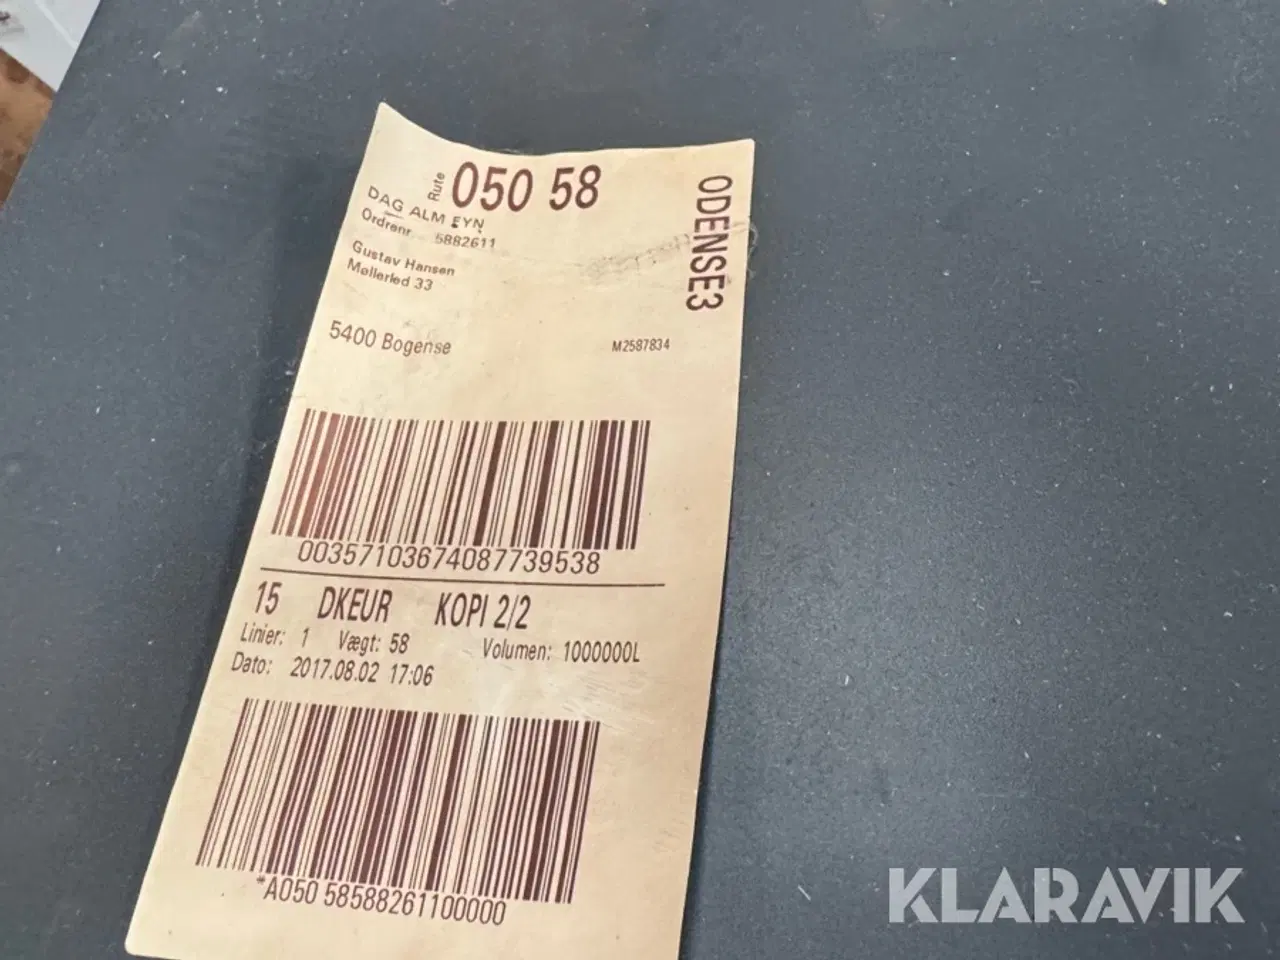 Rute 050 58
ODENSE3
DAG ALM FYN
Ordrenr 5882611
Gustav Hansen
Møllerled 33
5400 Bogense
M2587834
00357103674087739538
15 DKEUR KOPI 2/2
Linier: 1 Vægt: 58 Volumen: 1000000L
Dato: 2017.08.02 17:06
*A050 58588261100000
KLARAVIK